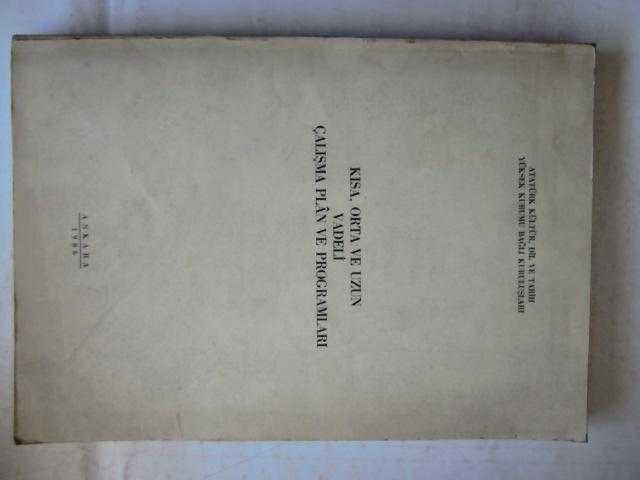 ATATÜRK KÜLTÜR, DİL VE TARİH
YÜKSEK KURUMU BAĞLI KURULUŞLARI
KISA, ORTA VE UZUN
VADELİ
ÇALIŞMA PLÂN VE PROGRAMLARI
ANKARA
1986